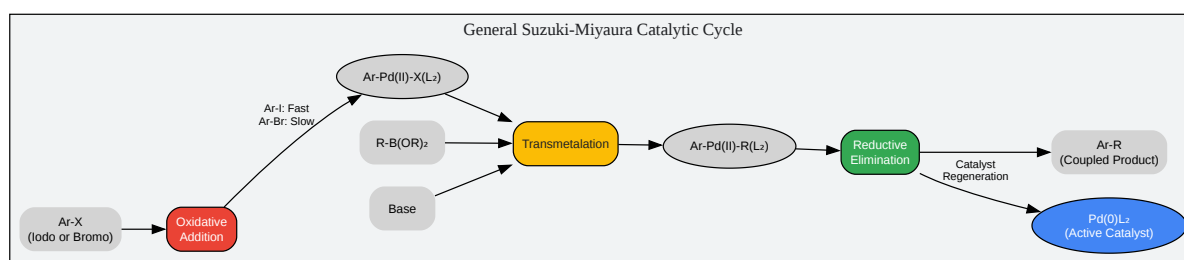 General Suzuki-Miyaura Catalytic Cycle
Ar-X
(Iodo or Bromo)
Oxidative
Addition
Ar-I: Fast
Ar-Br: Slow
Ar-Pd(II)-X(L₂)
R-B(OR)₂
Base
Transmetalation
Ar-Pd(II)-R(L₂)
Reductive
Elimination
Catalyst
Regeneration
Ar-R
(Coupled Product)
Pd(0)L₂
(Active Catalyst)